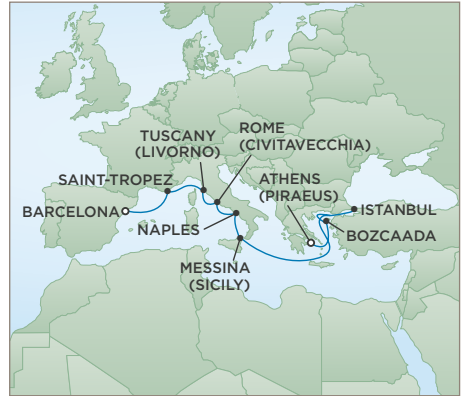 TUSCANY
(LIVORNO)
ROME
(CIVITAVECCHIA)
SAINT-TROPEZ
ATHENS
(PIRAEUS)
BARCELONA
ISTANBUL
NAPLES
BOZCAADA
MESSINA
(SICILY)